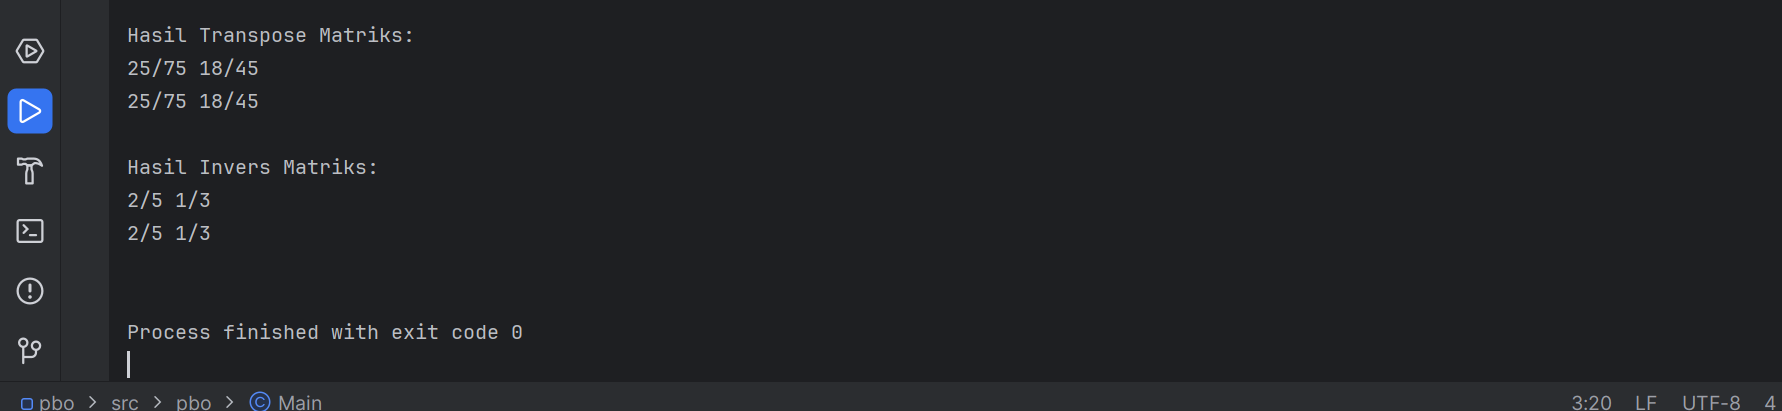 Hasil Transpose Matriks:
25/75 18/45
25/75 18/45
Hasil Invers Matriks:
2/5 1/3
2/5 1/3
Process finished with exit code 0
pbo > src > pbo > Main
3:20 LF UTF-8 4